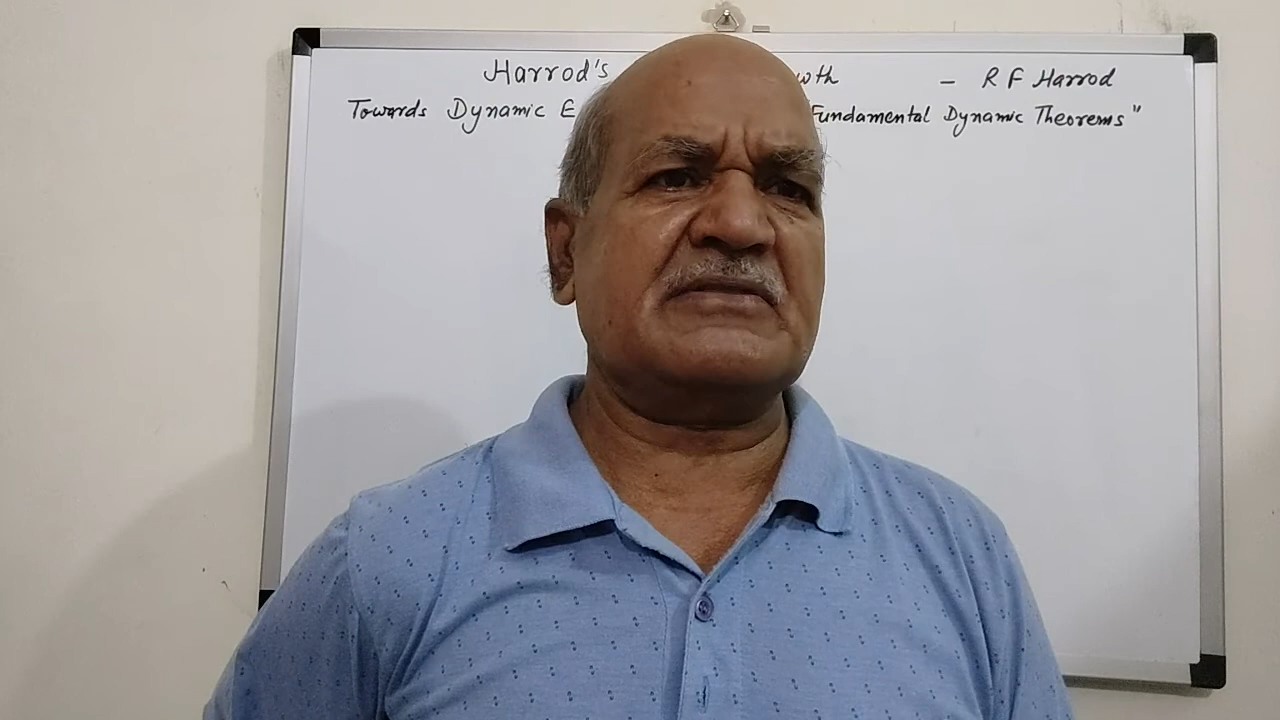 Harrod's wth - R F Harrod
Towards Dynamic E Fundamental Dynamic Theorems"